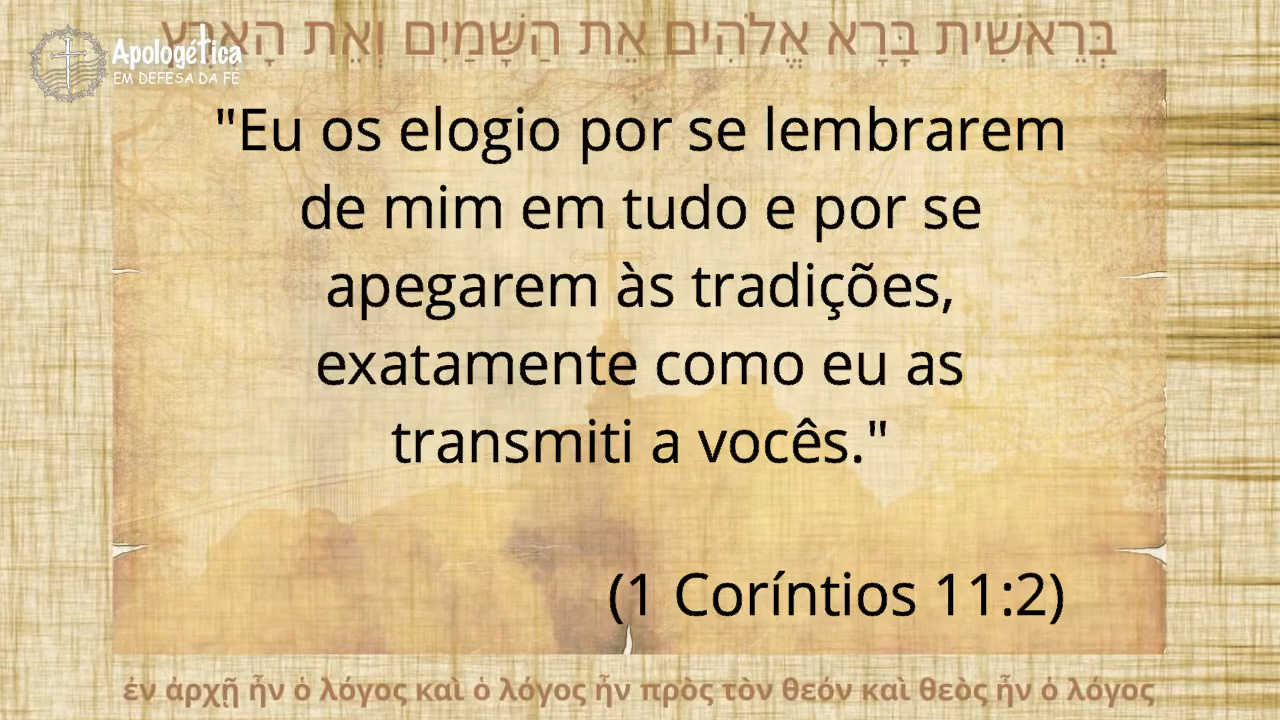 בְּרֵאשִׁית בָּרָא אֱלֹהִים אֵת הַשָּׁמַיִם וְאֵת הָאָרֶץ
Apologética
EM DEFESA DA FÉ
"Eu os elogio por se lembrarem
de mim em tudo e por se
apegarem às tradições,
exatamente como eu as
transmiti a vocês."
(1 Coríntios 11:2)
ἐν ἀρχῇ ἦν ὁ λόγος καὶ ὁ λόγος ἦν πρὸς τὸν θεόν καὶ θεὸς ἦν ὁ λόγος